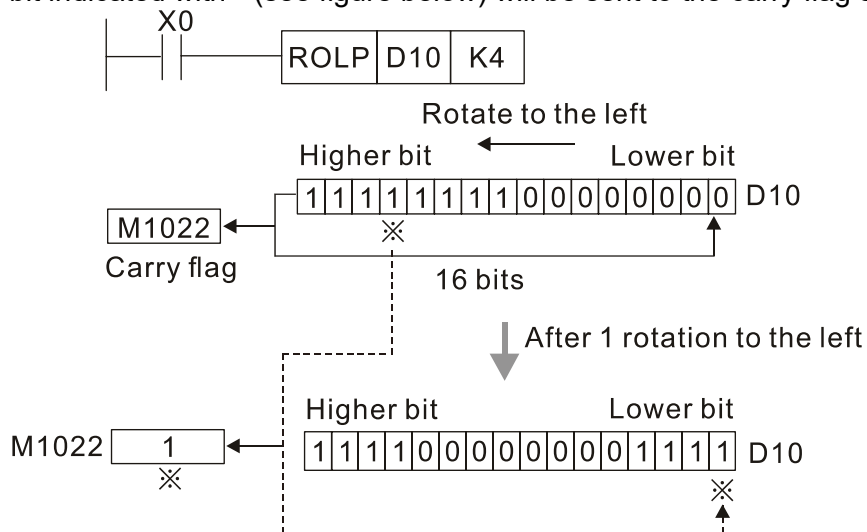 bit indicated with (see figure below) will be sent to the carry flag
X0
ROLP D10 K4
Rotate to the left
Higher bit Lower bit
1 1 1 1 1 1 1 1 0 0 0 0 0 0 0 0 D10
M1022
※
Carry flag
16 bits
After 1 rotation to the left
Higher bit Lower bit
M1022 1 1 1 1 1 0 0 0 0 0 0 0 0 1 1 1 1 D10
※ ※